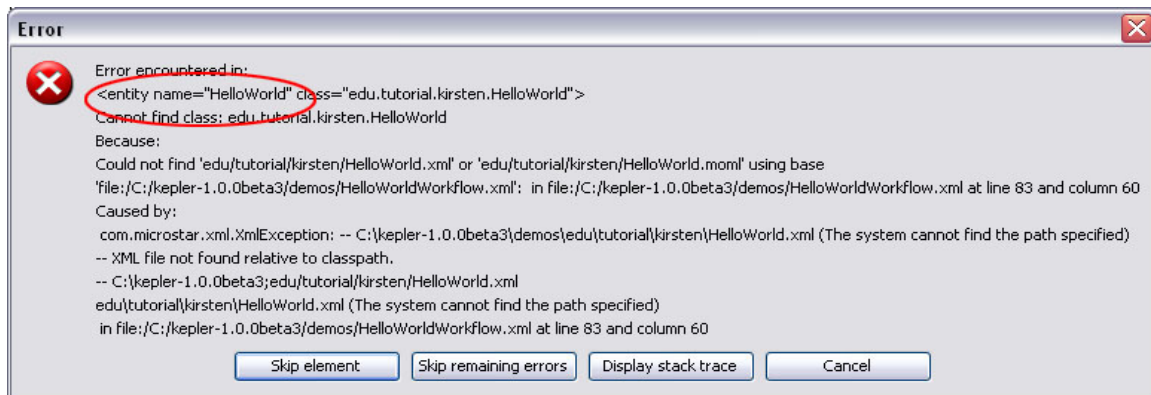 Error
Error encountered in:
<entity name="HelloWorld" class="edu.tutorial.kirsten.HelloWorld">
Cannot find class: edu.tutorial.kirsten.HelloWorld
Because:
Could not find 'edu/tutorial/kirsten/HelloWorld.xml' or 'edu/tutorial/kirsten/HelloWorld.moml' using base
'file:/C:/kepler-1.0.0beta3/demos/HelloWorldWorkflow.xml': in file:/C:/kepler-1.0.0beta3/demos/HelloWorldWorkflow.xml at line 83 and column 60
Caused by:
com.microstar.xml.XmlException: -- C:\kepler-1.0.0beta3\demos\edu\tutorial\kirsten\HelloWorld.xml (The system cannot find the path specified)
-- XML file not found relative to classpath.
-- C:\kepler-1.0.0beta3;edu/tutorial/kirsten/HelloWorld.xml
edu\tutorial\kirsten\HelloWorld.xml (The system cannot find the path specified)
in file:/C:/kepler-1.0.0beta3/demos/HelloWorldWorkflow.xml at line 83 and column 60
Skip element Skip remaining errors Display stack trace Cancel